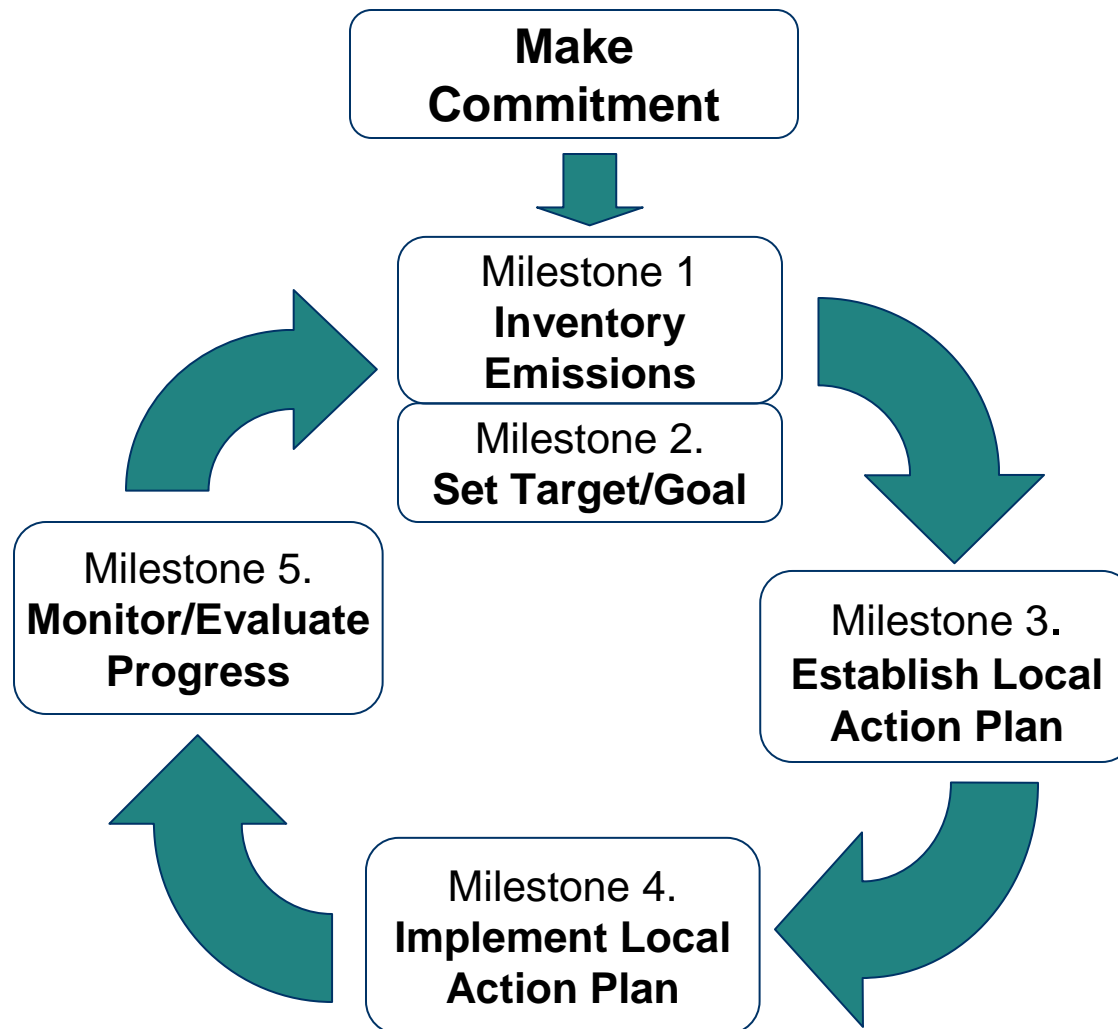 Make
Commitment
Milestone 1
Inventory
Emissions
Milestone 2.
Set Target/Goal
Milestone 3.
Establish Local
Action Plan
Milestone 4.
Implement Local
Action Plan
Milestone 5.
Monitor/Evaluate
Progress